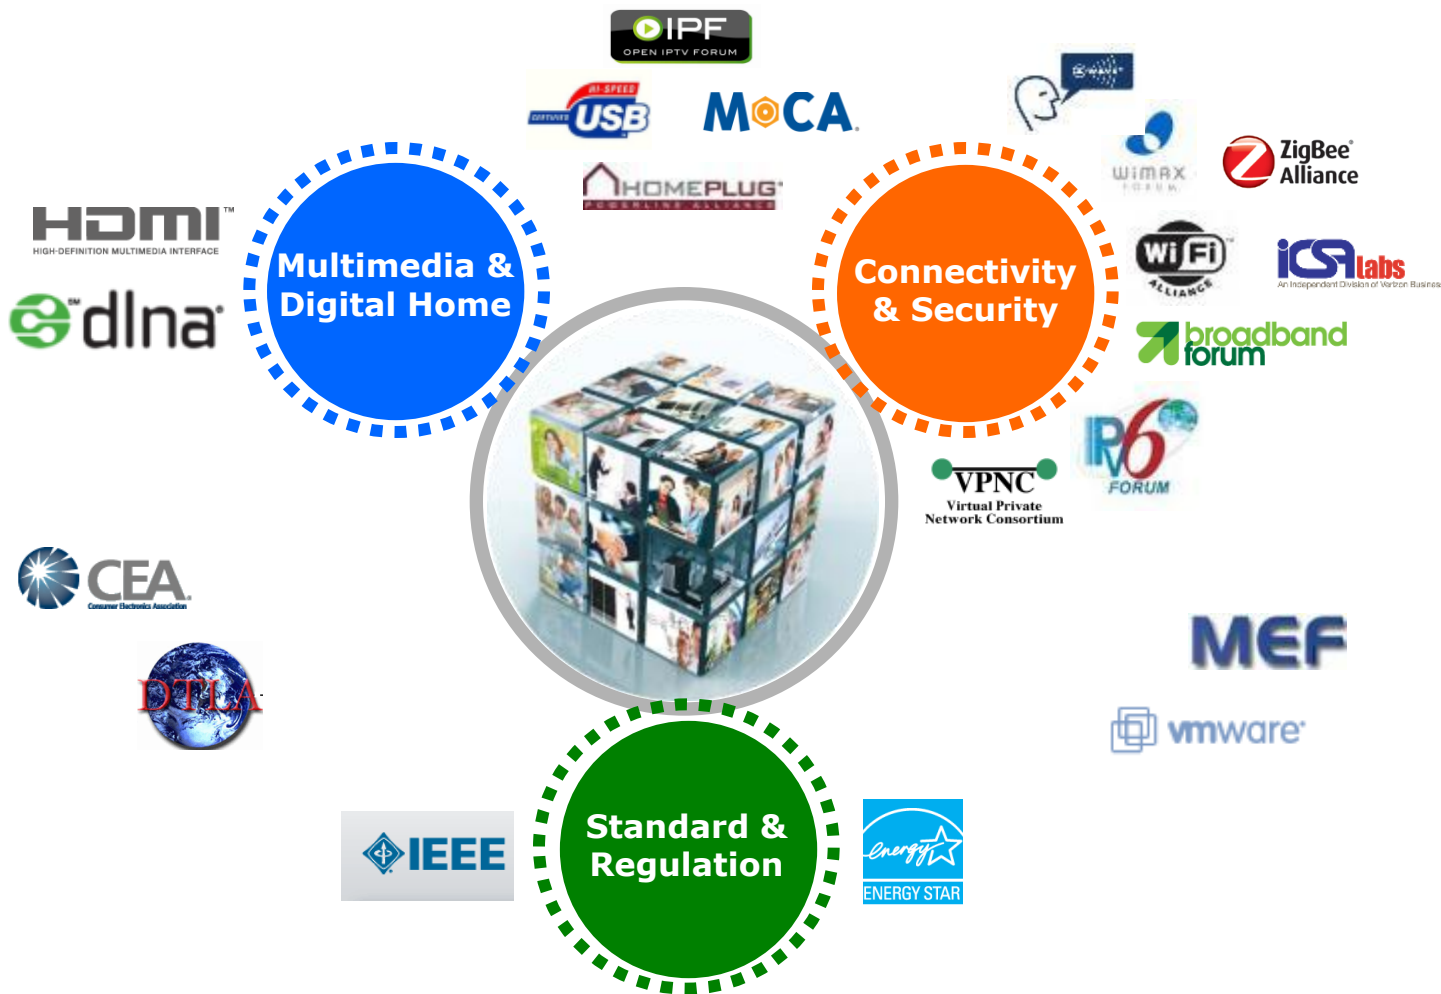 IPF
OPEN IPTV FORUM
HI-SPEED
CERTIFIED
USB
MoCA.
HOMEPLUG®
POWERLINE ALLIANCE
WAVE
WiMAX
FORUM
ZigBee®
Alliance
HDMI™
HIGH-DEFINITION MULTIMEDIA INTERFACE
dlna®
Multimedia &
Digital Home
Connectivity
& Security
Wi Fi
ALLIANCE
iCSA labs
An Independent Division of Verizon Busines
broadband
forum
IPv6
FORUM
VPNC
Virtual Private
Network Consortium
CEA.
Consumer Electronics Association
DTLA
MEF
vmware®
IEEE
Standard &
Regulation
energy
ENERGY STAR